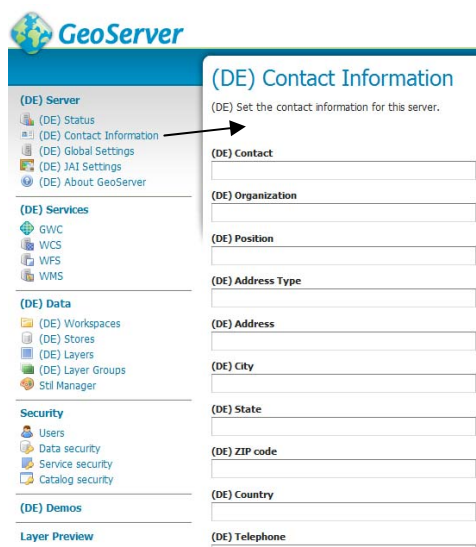 GeoServer
(DE) Server
(DE) Status
(DE) Contact Information
(DE) Global Settings
(DE) JAI Settings
(DE) About GeoServer
(DE) Services
GWC
WCS
WFS
WMS
(DE) Data
(DE) Workspaces
(DE) Stores
(DE) Layers
(DE) Layer Groups
Stil Manager
Security
Users
Data security
Service security
Catalog security
(DE) Demos
Layer Preview
(DE) Contact Information
(DE) Set the contact information for this server.
(DE) Contact
(DE) Organization
(DE) Position
(DE) Address Type
(DE) Address
(DE) City
(DE) State
(DE) ZIP code
(DE) Country
(DE) Telephone